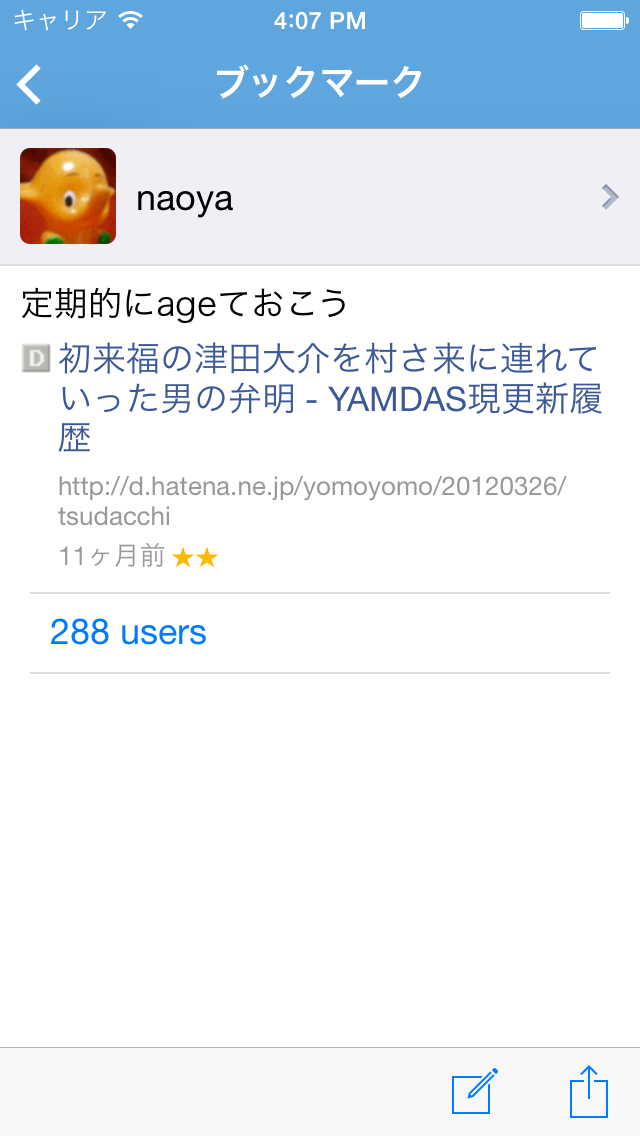 キャリア 4:07 PM
ブックマーク
naoya
定期的にageておこう
D 初来福の津田大介を村さ来に連れて
いった男の弁明 - YAMDAS現更新履
歴
http://d.hatena.ne.jp/yomoyomo/20120326/
tsudacchi
11ヶ月前 ★★
288 users